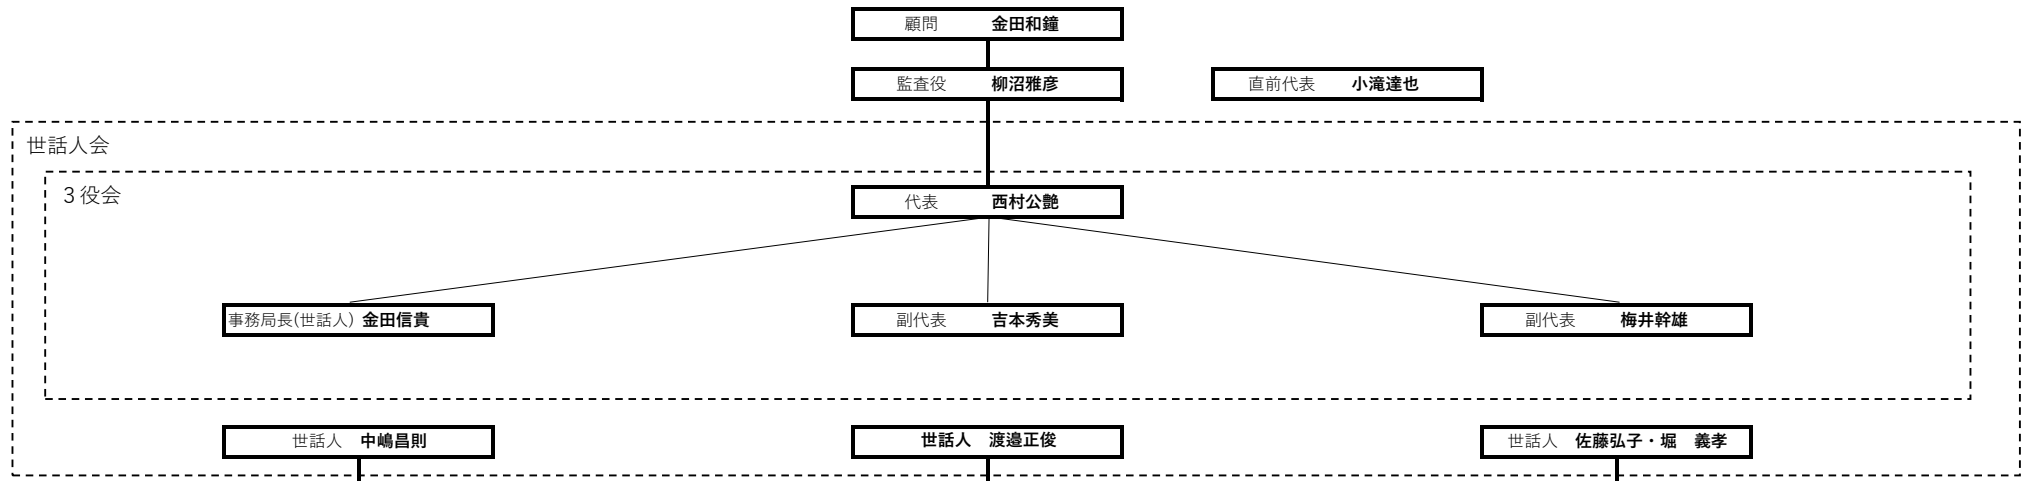 顧問　金田和鐘
監査役　柳沼雅彦
直前代表　小滝達也
世話人会
３役会
代表　西村公艶
事務局長(世話人) 金田信貴
副代表　吉本秀美
副代表　梅井幹雄
世話人　中嶋昌則
世話人　渡邉正俊
世話人　佐藤弘子・堀　義孝